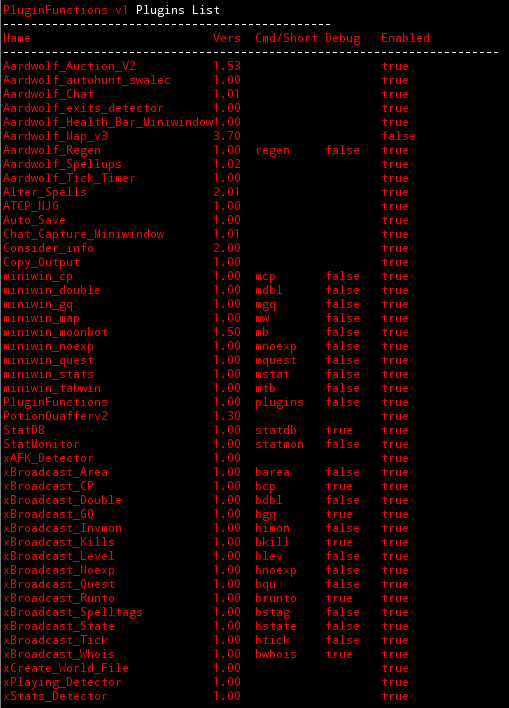 PluginFunctions v1 Plugins List
-----------------------------------------------
Name Vers Cmd/Short Debug Enabled
-----------------------------------------------------------------------
Aardwolf_Auction_V2 1.53 true
Aardwolf_autohunt_swalec 1.00 true
Aardwolf_Chat 1.01 true
Aardwolf_exits_detector 1.00 true
Aardwolf_Health_Bar_Miniwindow1.00 true
Aardwolf_Map_v3 3.70 false
Aardwolf_Regen 1.00 regen false true
Aardwolf_Spellups 1.02 true
Aardwolf_Tick_Timer 1.00 true
Alter_Spells 2.01 true
ATCP_NJG 1.00 true
Auto_Save 1.00 true
Chat_Capture_Miniwindow 1.01 true
Consider_info 2.00 true
Copy_Output 1.00 true
miniwin_cp 1.00 mcp false true
miniwin_double 1.00 mdbl false true
miniwin_gq 1.00 mgq false true
miniwin_map 1.00 mw false true
miniwin_moonbot 1.50 mb false true
miniwin_noexp 1.00 mnoexp false true
miniwin_quest 1.00 mquest false true
miniwin_stats 1.00 mstat false true
miniwin_tabwin 1.00 mtb false true
PluginFunctions 1.00 plugins false true
PotionQuafferv2 1.30 true
StatDB 1.00 statdb true true
StatMonitor 1.00 statmon false true
xAFK_Detector 1.00 true
xBroadcast_Area 1.00 barea false true
xBroadcast_CP 1.00 bcp true true
xBroadcast_Double 1.00 bdbl false true
xBroadcast_GQ 1.00 bgq true true
xBroadcast_Invmon 1.00 bimon false true
xBroadcast_Kills 1.00 bkill true true
xBroadcast_Level 1.00 blev false true
xBroadcast_Noexp 1.00 bnoexp false true
xBroadcast_Quest 1.00 bqu false true
xBroadcast_Runto 1.00 brunto true true
xBroadcast_Spelltags 1.00 bstag false true
xBroadcast_State 1.00 bstate false true
xBroadcast_Tick 1.00 btick false true
xBroadcast_Whois 1.00 bwhois true true
xCreate_World_File 1.00 true
xPlaying_Detector 1.00 true
xStats_Detector 1.00 true